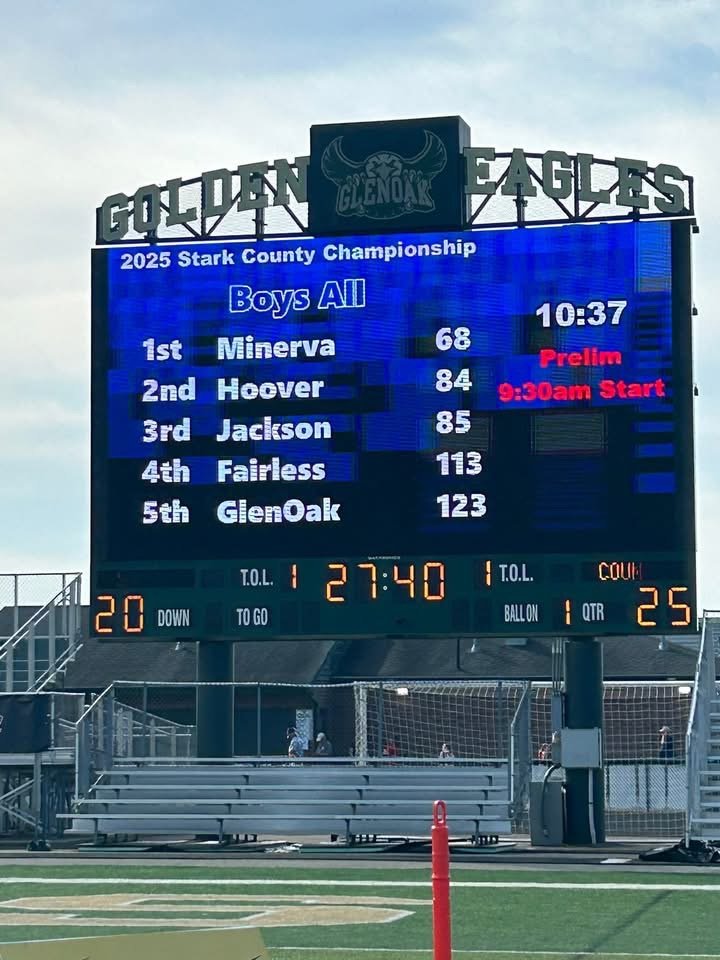 GOLDEN EAGLES
GLENOAK
2025 Stark County Championship
Boys All
10:37
1st Minerva 68
Prelim
2nd Hoover 84
9:30am Start
3rd Jackson 85
4th Fairless 113
5th GlenOak 123
T.O.L. 1 27:40 1 T.O.L. COUN
20 DOWN TO GO BALL ON 1 QTR 25